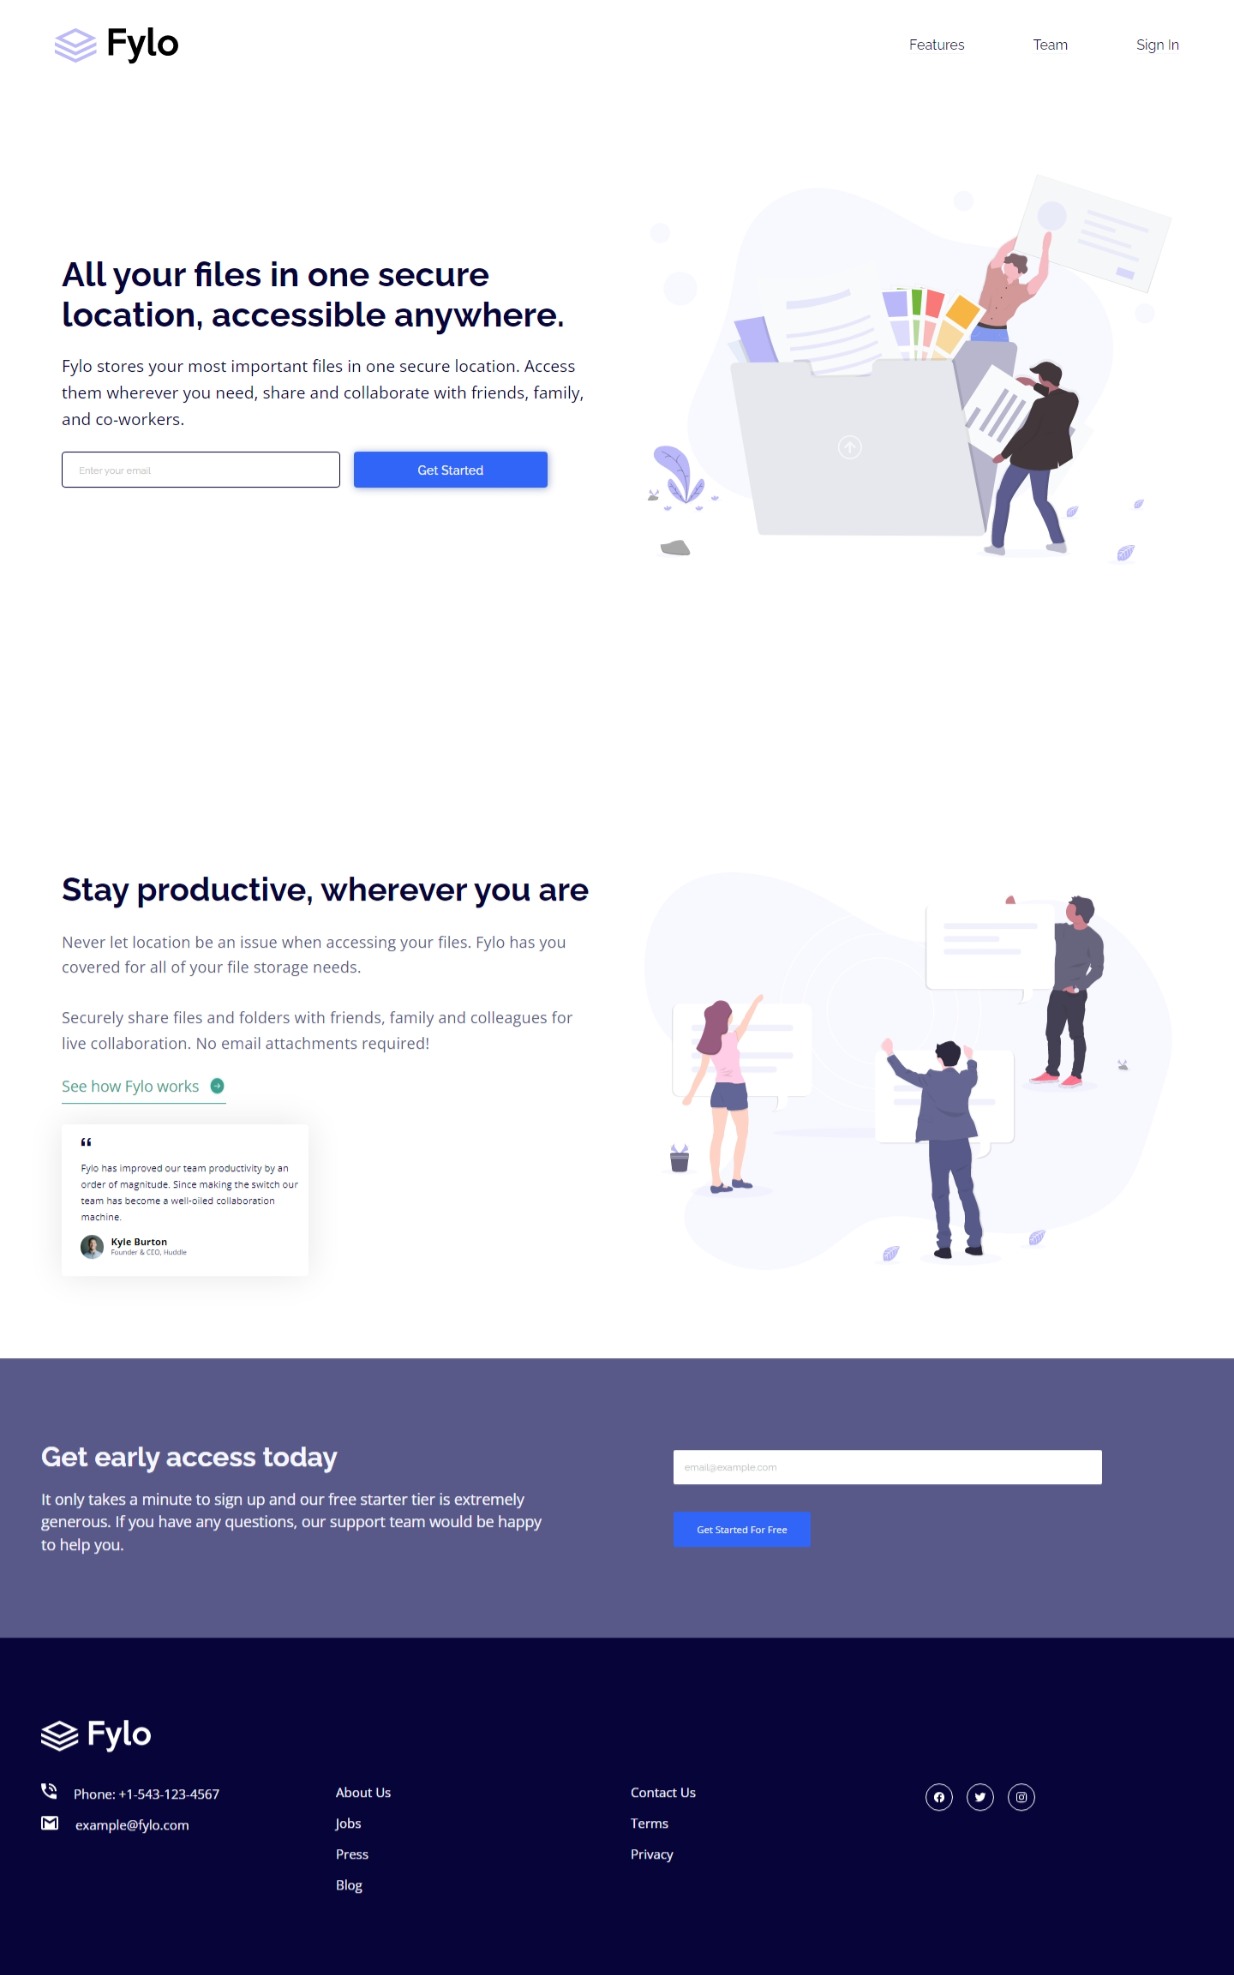 Fylo
Features
Team
Sign In
All your files in one secure
location, accessible anywhere.
Fylo stores your most important files in one secure location. Access
them wherever you need, share and collaborate with friends, family,
and co-workers.
Enter your email
Get Started
Stay productive, wherever you are
Never let location be an issue when accessing your files. Fylo has you
covered for all of your file storage needs.
Securely share files and folders with friends, family and colleagues for
live collaboration. No email attachments required!
See how Fylo works
“
Fylo has improved our team productivity by an
order of magnitude. Since making the switch our
team has become a well-oiled collaboration
machine.
Kyle Burton
Founder & CEO, Huddle
Get early access today
It only takes a minute to sign up and our free starter tier is extremely
generous. If you have any questions, our support team would be happy
to help you.
email@example.com
Get Started For Free
Fylo
Phone: +1-543-123-4567
example@fylo.com
About Us
Jobs
Press
Blog
Contact Us
Terms
Privacy